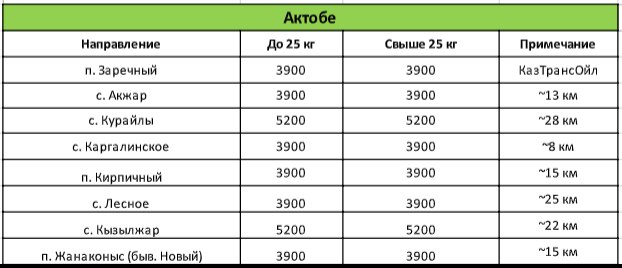 Актобе
Направление До 25 кг Свыше 25 кг Примечание
п. Заречный 3900 3900 КазТрансОйл
с. Акжар 3900 3900 ~13 км
с. Курайлы 5200 5200 ~28 км
с. Каргалинское 3900 3900 ~8 км
п. Кирпичный 3900 3900 ~15 км
с. Лесное 3900 3900 ~25 км
с. Кызылжар 5200 5200 ~22 км
п. Жанаконыс (быв. Новый) 3900 3900 ~15 км